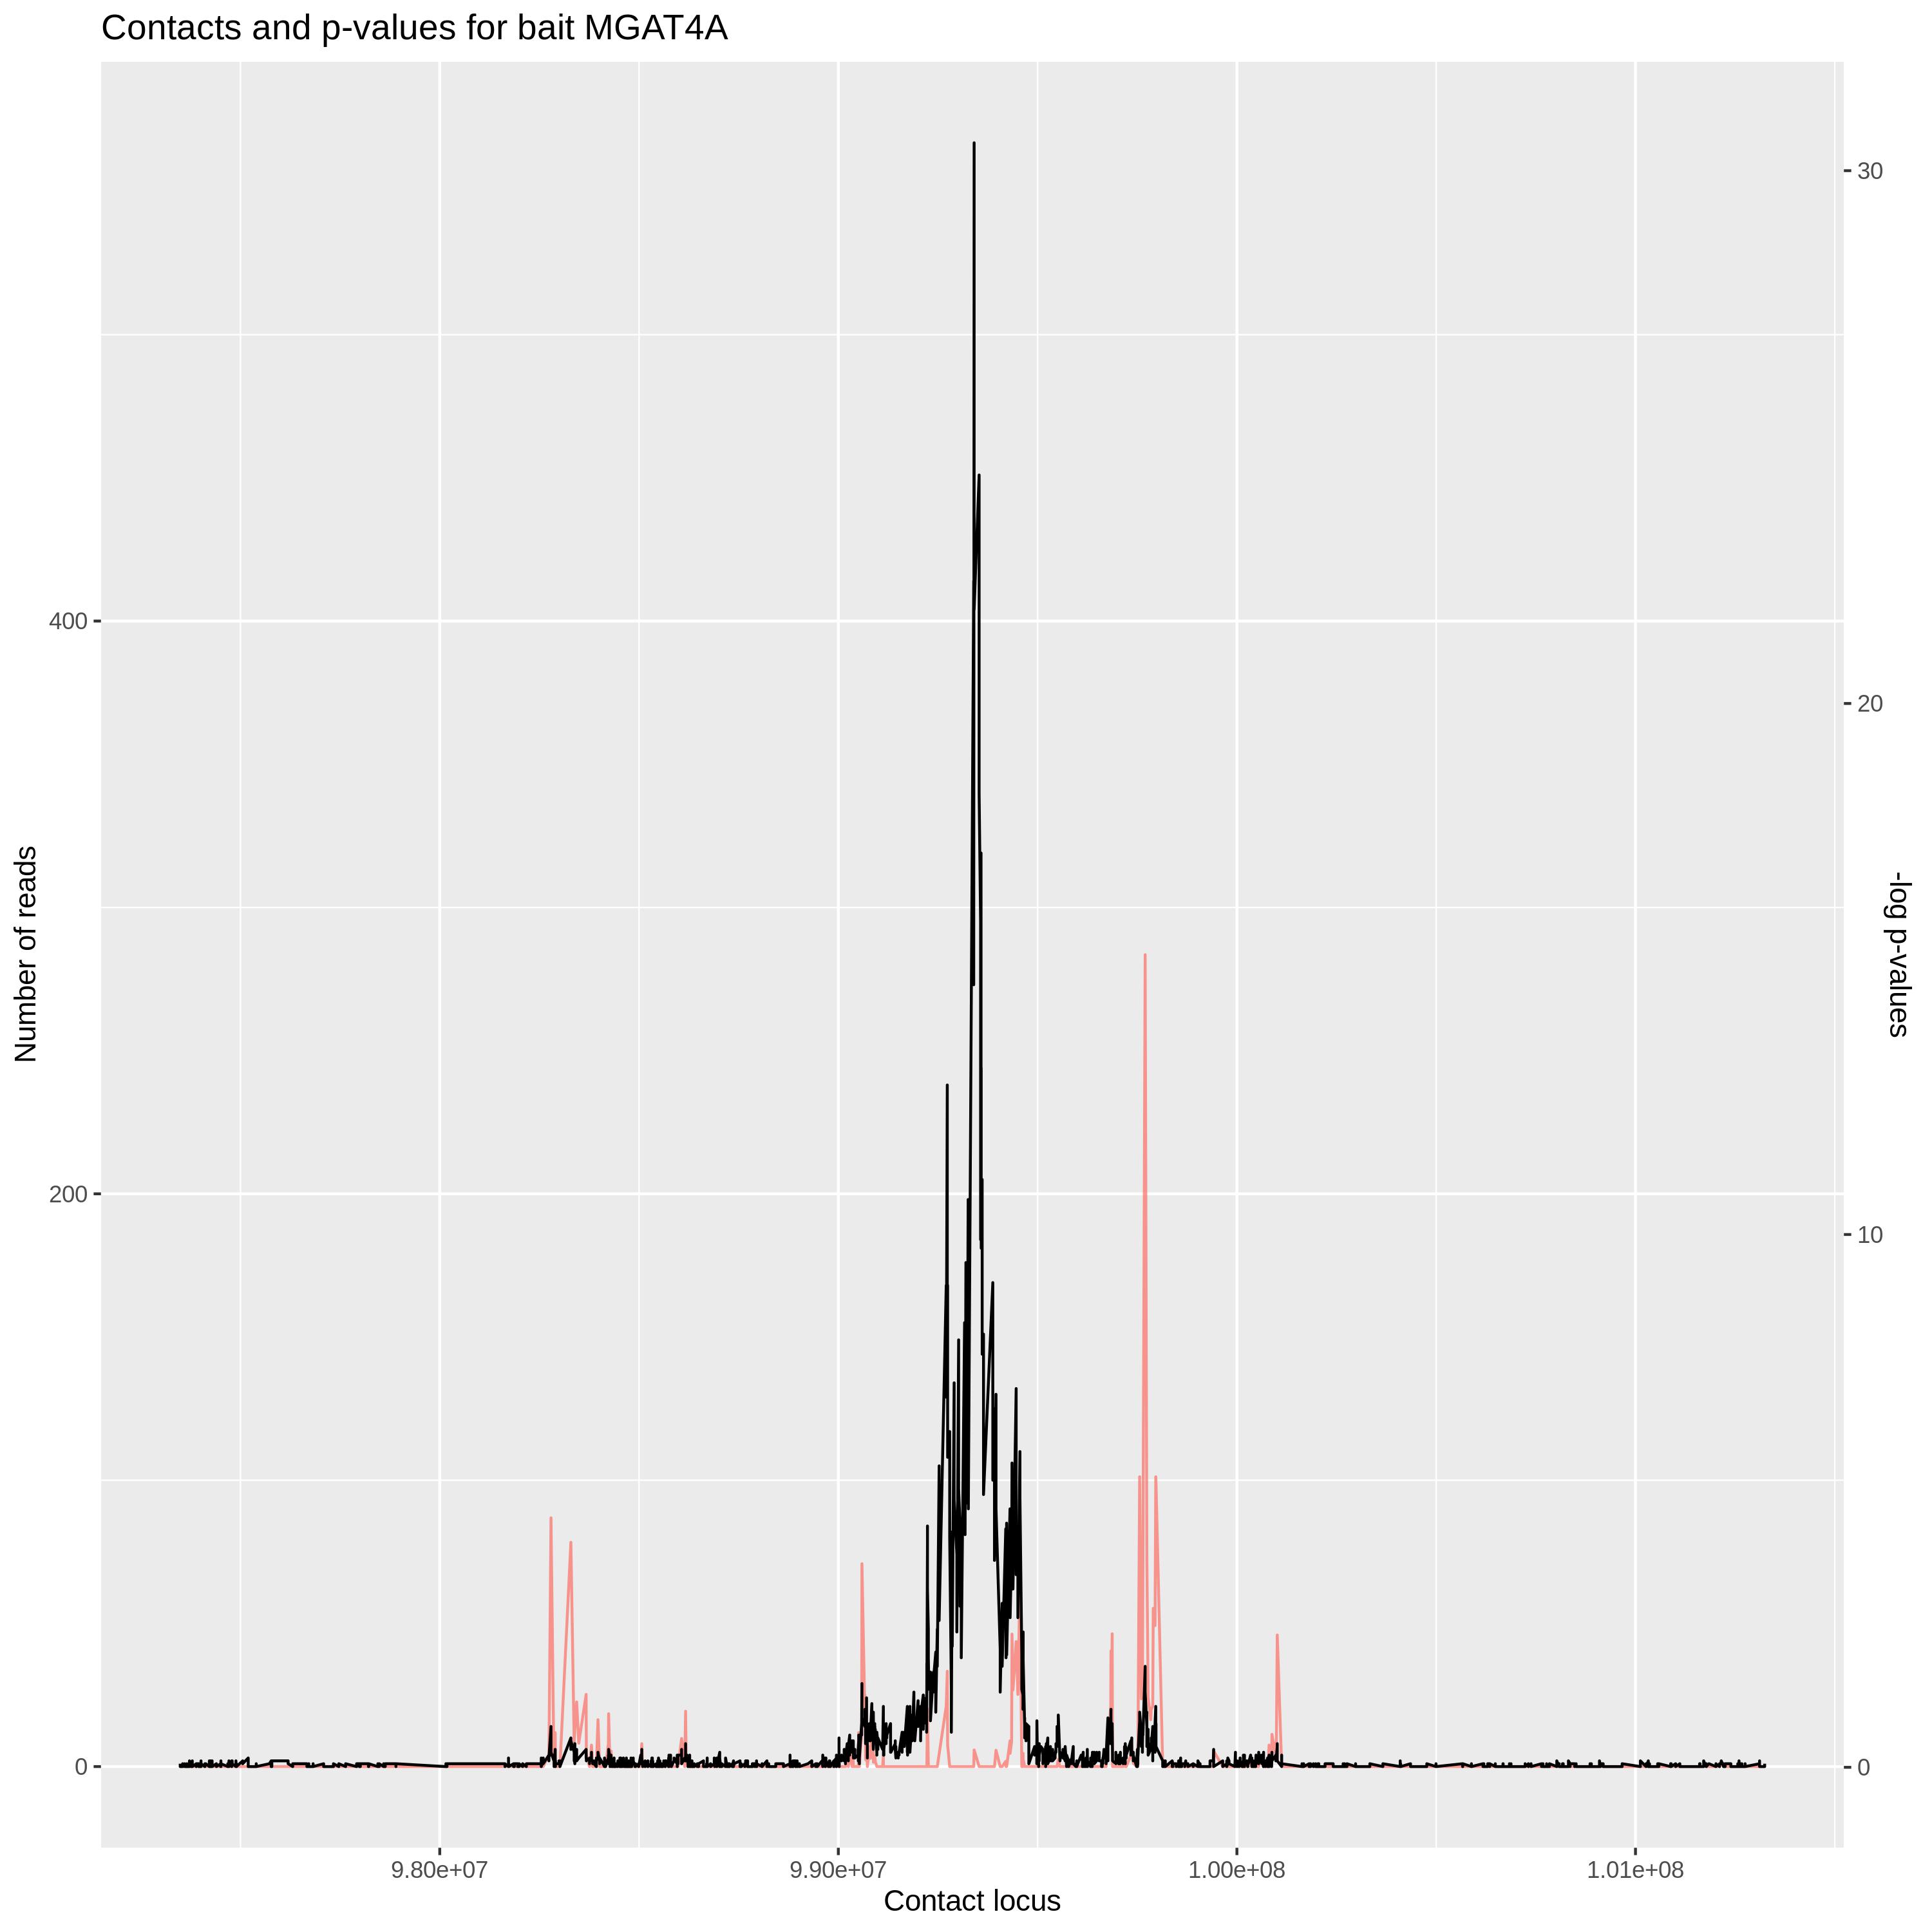 Contacts and p-values for bait MGAT4A
Number of reads
400
200
0
30
20
10
0
-log p-values
9.80e+07
9.90e+07
1.00e+08
1.01e+08
Contact locus